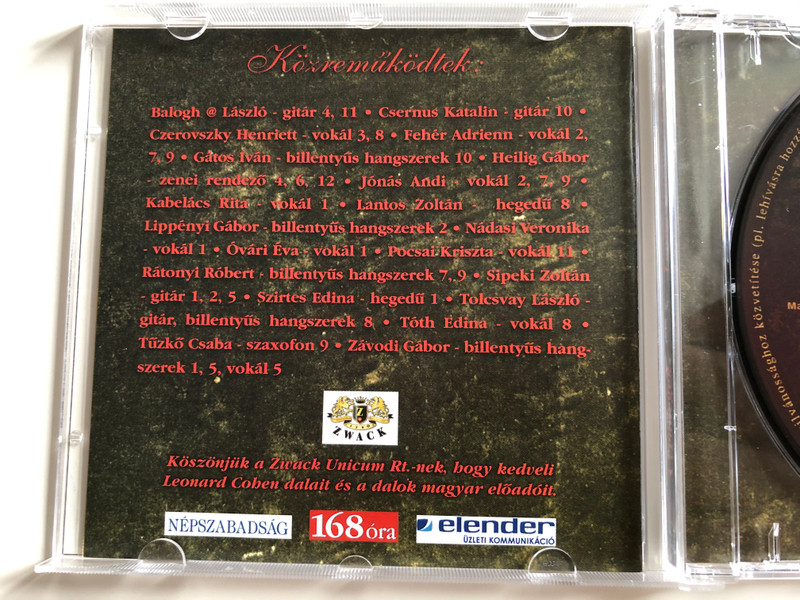 Közreműködtek:
Balogh @ László - gitár 4, 11 • Csernus Katalin - gitár 10 •
Czerovszky Henriett - vokál 3, 8 • Fehér Adrienn - vokál 2,
7, 9 • Gátos Iván - billentyűs hangszerek 10 • Heilig Gábor
- zenei rendező 4, 6, 12 • Jónás Andi - vokál 2, 7, 9 •
Kabelács Rita - vokál 1 • Lantos Zoltán - hegedű 8 •
Lippényi Gábor - billentyűs hangszerek 2 • Nádasi Veronika
- vokál 1 • Óvári Éva - vokál 1 • Pocsai Kriszta - vokál 11 •
Rátonyi Róbert - billentyűs hangszerek 7, 9 • Sipeki Zoltán
- gitár 1, 2, 5 • Szirtes Edina - hegedű 1 • Tolcsvay László -
gitár, billentyűs hangszerek 8 • Tóth Edina - vokál 8 •
Tűzkő Csaba - szaxofon 9 • Závodi Gábor - billentyűs hang-
szerek 1, 5, vokál 5
Z
ZWACK
Köszönjük a Zwack Unicum Rt.-nek, hogy kedveli
Leonard Cohen dalait és a dalok magyar előadóit.
NÉPSZABADSÁG
168óra
elender
ÜZLETI KOMMUNIKÁCIÓ
közvetítése (pl. lehívásra